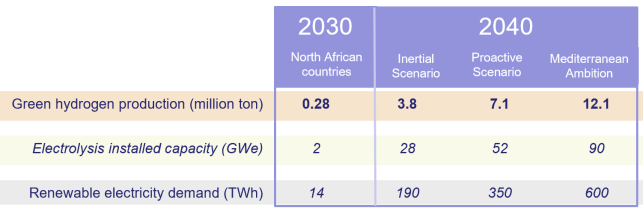 2030
2040
North African
countries
Inertial
Scenario
Proactive
Scenario
Mediterranean
Ambition
Green hydrogen production (million ton) 0.28 3.8 7.1 12.1
Electrolysis installed capacity (GWe) 2 28 52 90
Renewable electricity demand (TWh) 14 190 350 600